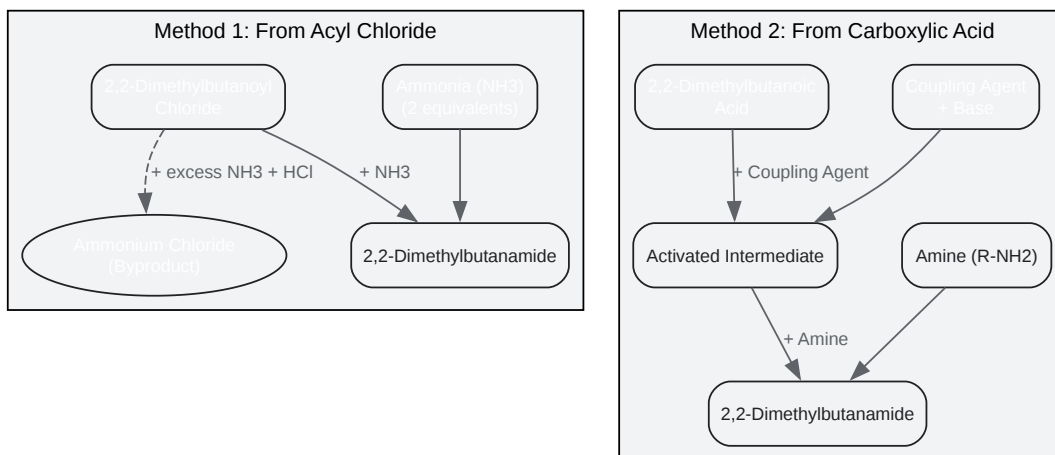 Method 1: From Acyl Chloride
2,2-Dimethylbutanoyl
Chloride
Ammonia (NH3)
(2 equivalents)
+ excess NH3 + HCl
+ NH3
Ammonium Chloride
(Byproduct)
2,2-Dimethylbutanamide
Method 2: From Carboxylic Acid
2,2-Dimethylbutanoic
Acid
Coupling Agent
+ Base
+ Coupling Agent
Activated Intermediate
Amine (R-NH2)
+ Amine
2,2-Dimethylbutanamide